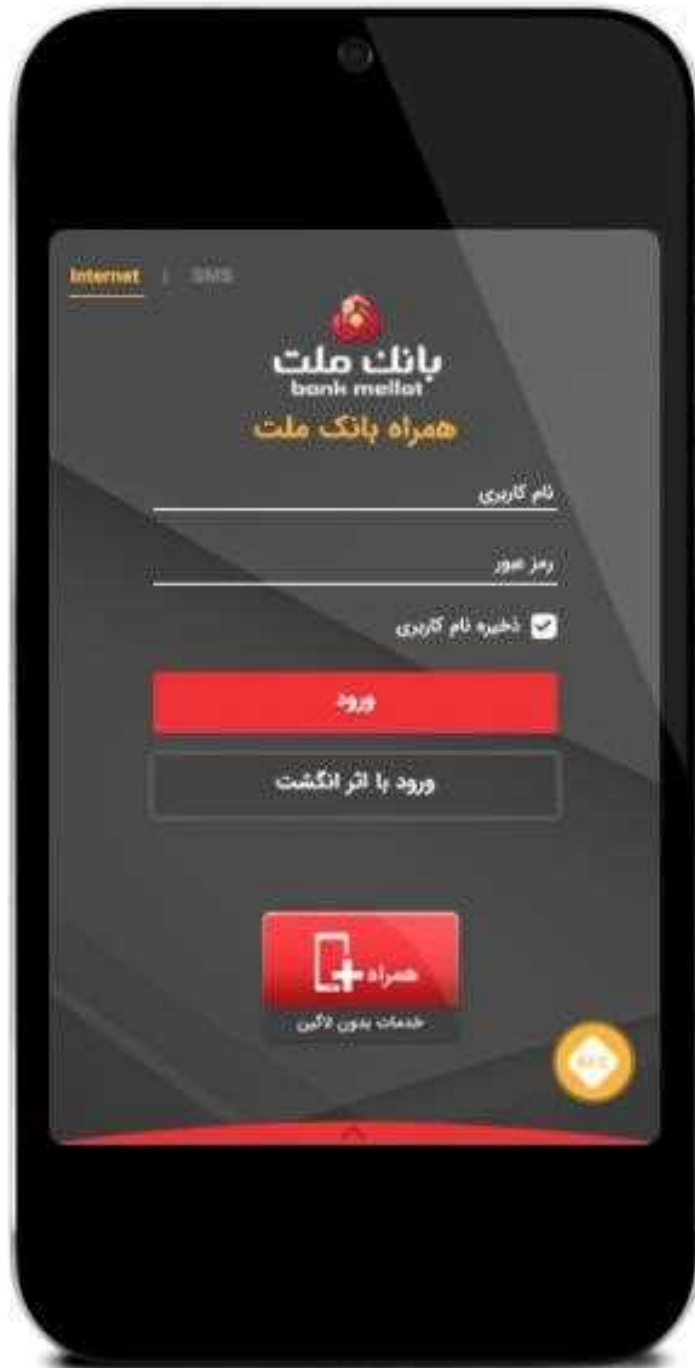 Internet | SMS
بانک ملت
bank mellat
همراه بانک ملت
نام کاربری
رمز عبور
ذخیره نام کاربری
ورود
ورود با اثر انگشت
همراه
خدمات بدون لاگین